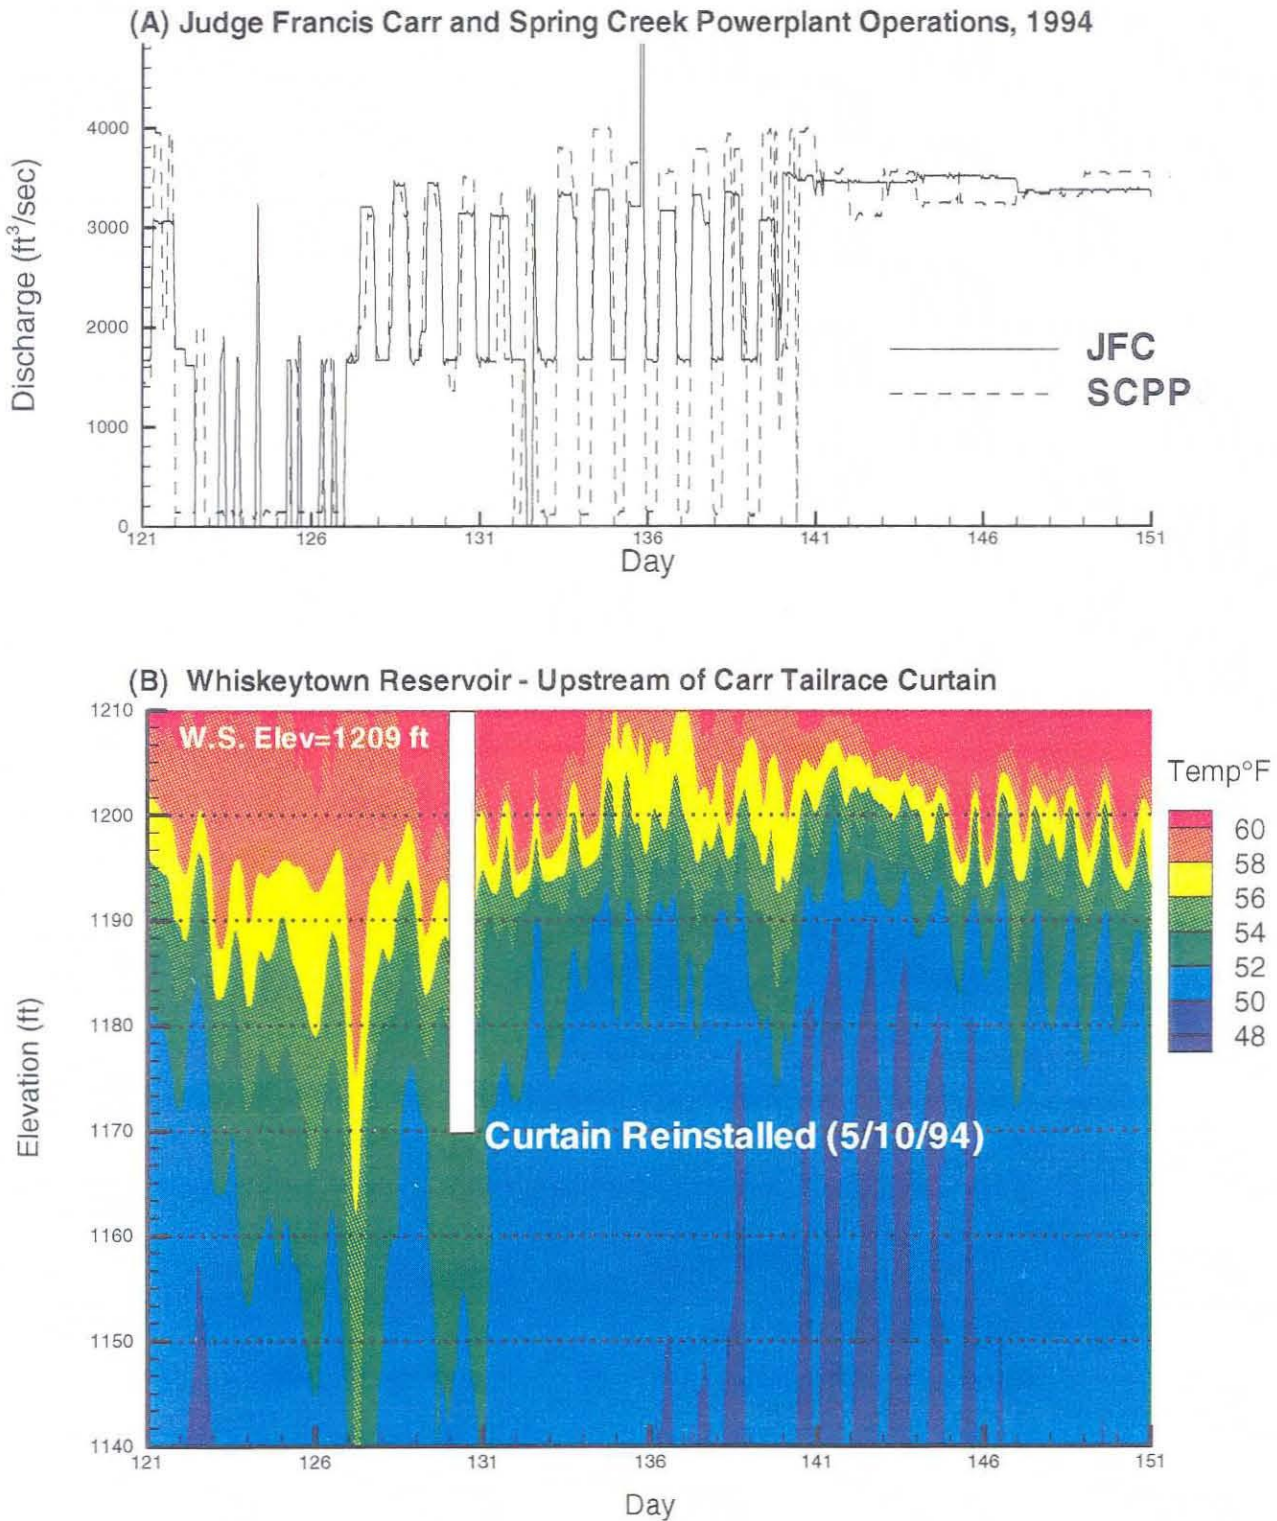 (A) Judge Francis Carr and Spring Creek Powerplant Operations, 1994
Discharge (ft³/sec)
4000
3000
2000
1000
0
JFC
SCPP
121 126 131 136 141 146 151
Day
(B) Whiskeytown Reservoir - Upstream of Carr Tailrace Curtain
Elevation (ft)
1210
1200
1190
1180
1170
1160
1150
1140
W.S. Elev=1209 ft
Curtain Reinstalled (5/10/94)
Temp°F
60
58
56
54
52
50
48
121 126 131 136 141 146 151
Day